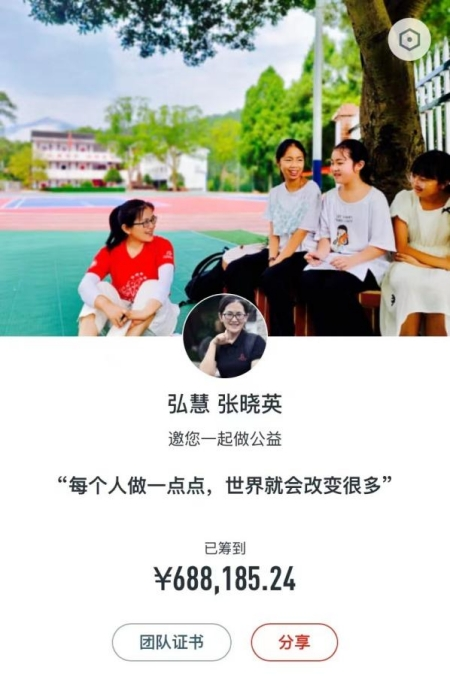 弘慧 张晓英
邀您一起做公益
“每个人做一点点，世界就会改变很多”
已筹到
¥688,185.24
团队证书
分享